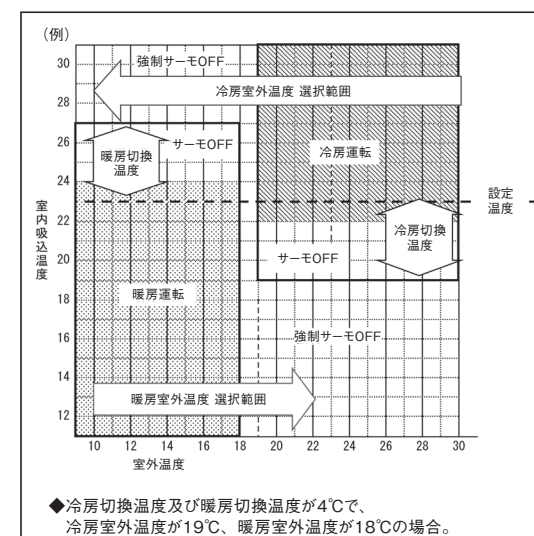 （例）
30
28
26
24
22
20
18
16
14
12
室内吸込温度
強制サーモOFF
冷房室外温度 選択範囲
サーモOFF
暖房切換
温度
冷房運転
設定
温度
冷房切換
温度
サーモOFF
暖房運転
強制サーモOFF
暖房室外温度 選択範囲
10 12 14 16 18 20 22 24 26 28 30
室外温度
◆冷房切換温度及び暖房切換温度が4℃で、
冷房室外温度が19℃、暖房室外温度が18℃の場合。